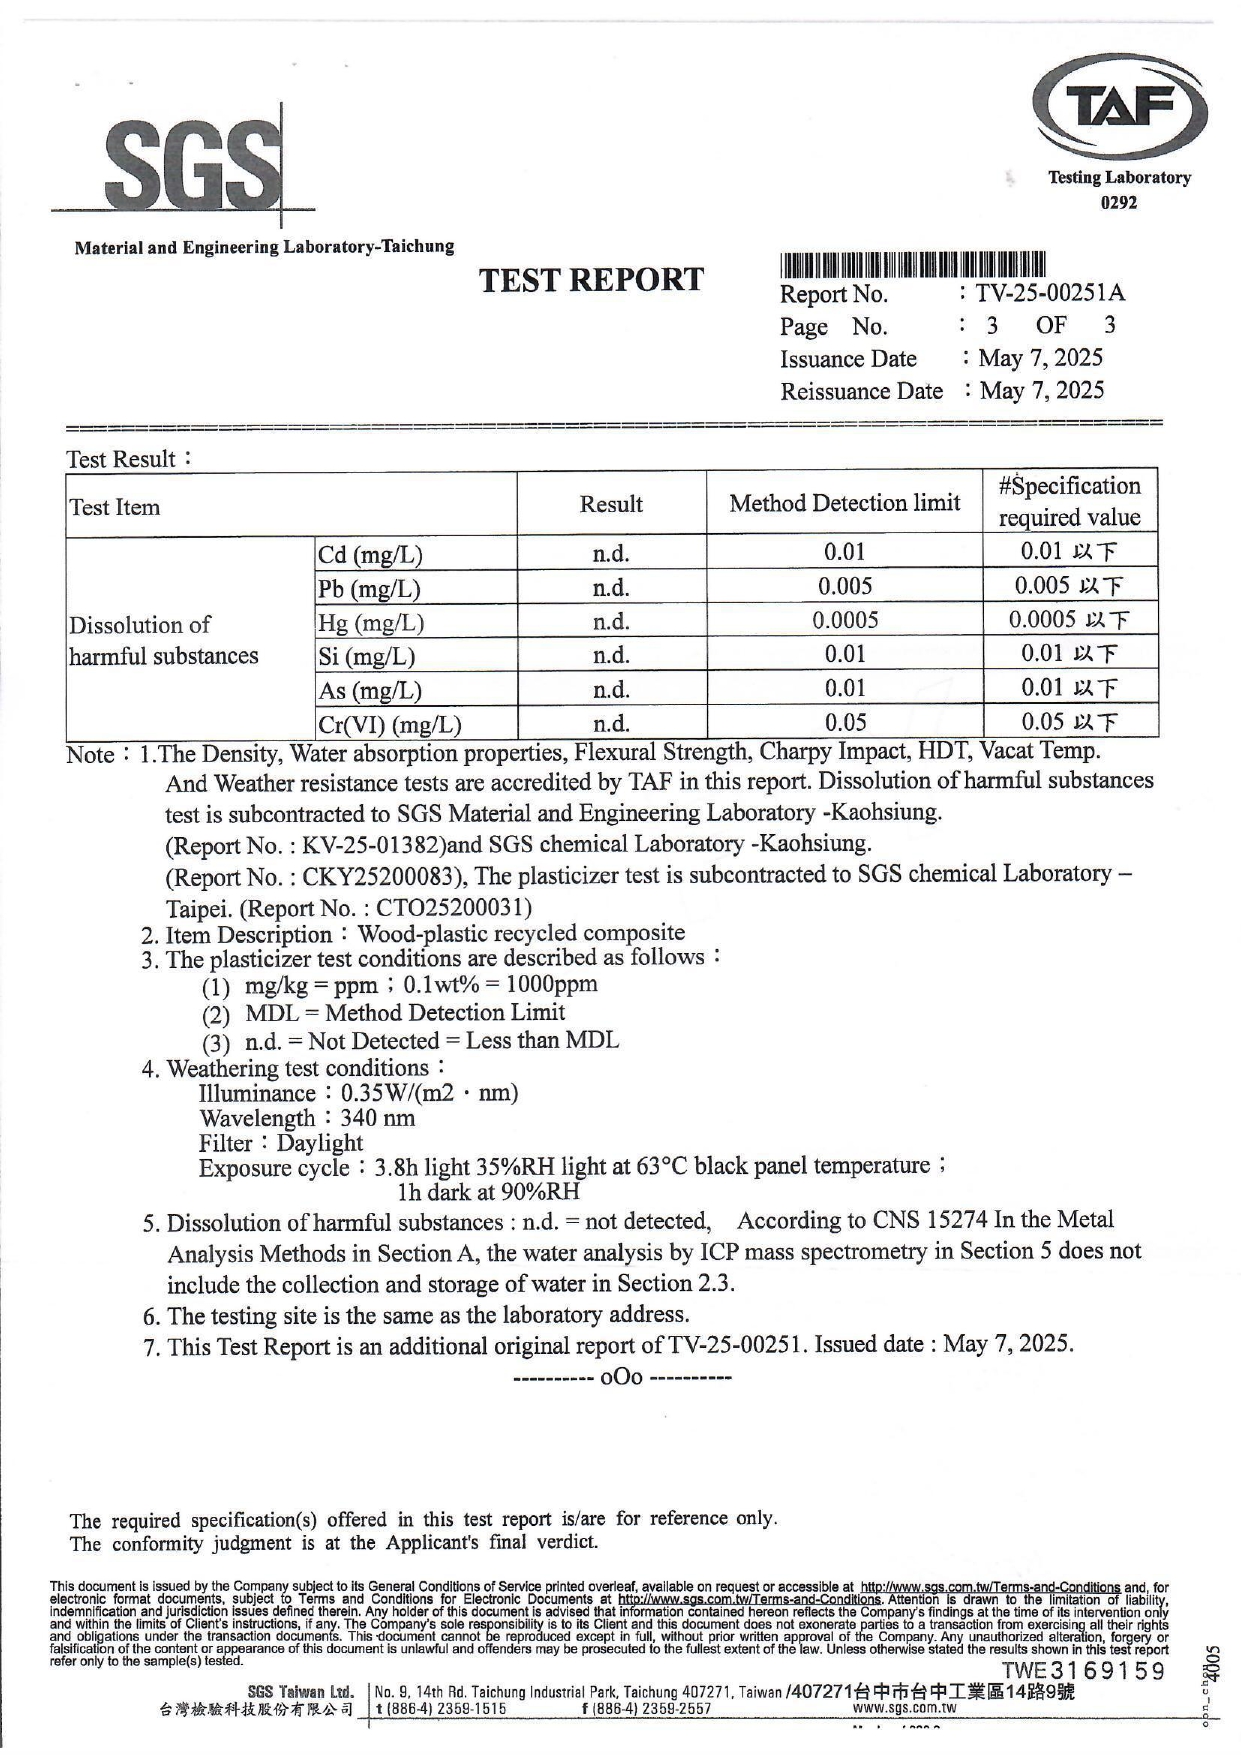 SGS
TAF
Testing Laboratory
0292
Material and Engineering Laboratory-Taichung
TEST REPORT
Report No. : TV-25-00251A
Page No. : 3 OF 3
Issuance Date : May 7, 2025
Reissuance Date : May 7, 2025
Test Result：
Test Item Result Method Detection limit #Specification required value
Dissolution of harmful substances
Cd (mg/L) n.d. 0.01 0.01 以下
Pb (mg/L) n.d. 0.005 0.005 以下
Hg (mg/L) n.d. 0.0005 0.0005 以下
Si (mg/L) n.d. 0.01 0.01 以下
As (mg/L) n.d. 0.01 0.01 以下
Cr(VI) (mg/L) n.d. 0.05 0.05 以下
Note：1.The Density, Water absorption properties, Flexural Strength, Charpy Impact, HDT, Vacat Temp.
And Weather resistance tests are accredited by TAF in this report. Dissolution of harmful substances
test is subcontracted to SGS Material and Engineering Laboratory -Kaohsiung.
(Report No. : KV-25-01382)and SGS chemical Laboratory -Kaohsiung.
(Report No. : CKY25200083), The plasticizer test is subcontracted to SGS chemical Laboratory –
Taipei. (Report No. : CTO25200031)
2. Item Description：Wood-plastic recycled composite
3. The plasticizer test conditions are described as follows：
(1) mg/kg = ppm；0.1wt% = 1000ppm
(2) MDL = Method Detection Limit
(3) n.d. = Not Detected = Less than MDL
4. Weathering test conditions：
Illuminance：0.35W/(m2・nm)
Wavelength：340 nm
Filter：Daylight
Exposure cycle：3.8h light 35%RH light at 63°C black panel temperature；
1h dark at 90%RH
5. Dissolution of harmful substances : n.d. = not detected, According to CNS 15274 In the Metal
Analysis Methods in Section A, the water analysis by ICP mass spectrometry in Section 5 does not
include the collection and storage of water in Section 2.3.
6. The testing site is the same as the laboratory address.
7. This Test Report is an additional original report of TV-25-00251. Issued date : May 7, 2025.
---------- oOo ----------
The required specification(s) offered in this test report is/are for reference only.
The conformity judgment is at the Applicant's final verdict.
This document is issued by the Company subject to its General Conditions of Service printed overleaf, available on request or accessible at http://www.sgs.com.tw/Terms-and-Conditions and, for
electronic format documents, subject to Terms and Conditions for Electronic Documents at http://www.sgs.com.tw/Terms-and-Conditions. Attention is drawn to the limitation of liability,
indemnification and jurisdiction issues defined therein. Any holder of this document is advised that information contained hereon reflects the Company's findings at the time of its intervention only
and within the limits of Client's instructions, if any. The Company's sole responsibility is to its Client and this document does not exonerate parties to a transaction from exercising all their rights
and obligations under the transaction documents. This document cannot be reproduced except in full, without prior written approval of the Company. Any unauthorized alteration, forgery or
falsification of the content or appearance of this document is unlawful and offenders may be prosecuted to the fullest extent of the law. Unless otherwise stated the results shown in this test report
refer only to the sample(s) tested.
TWE3169159
SGS Taiwan Ltd. No. 9, 14th Rd. Taichung Industrial Park, Taichung 407271, Taiwan /407271台中市台中工業區14路9號
台灣檢驗科技股份有限公司 t (886-4) 2359-1515 f (886-4) 2359-2557 www.sgs.com.tw
4005